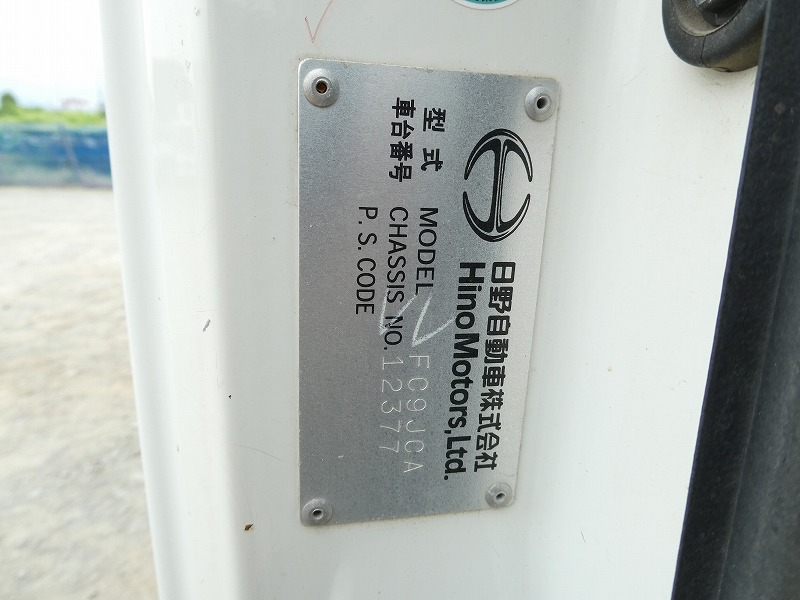 日野自動車株式会社
Hino Motors, Ltd.
型式 MODEL FC9JCA
車台番号 CHASSIS NO. 12377
P. S. CODE